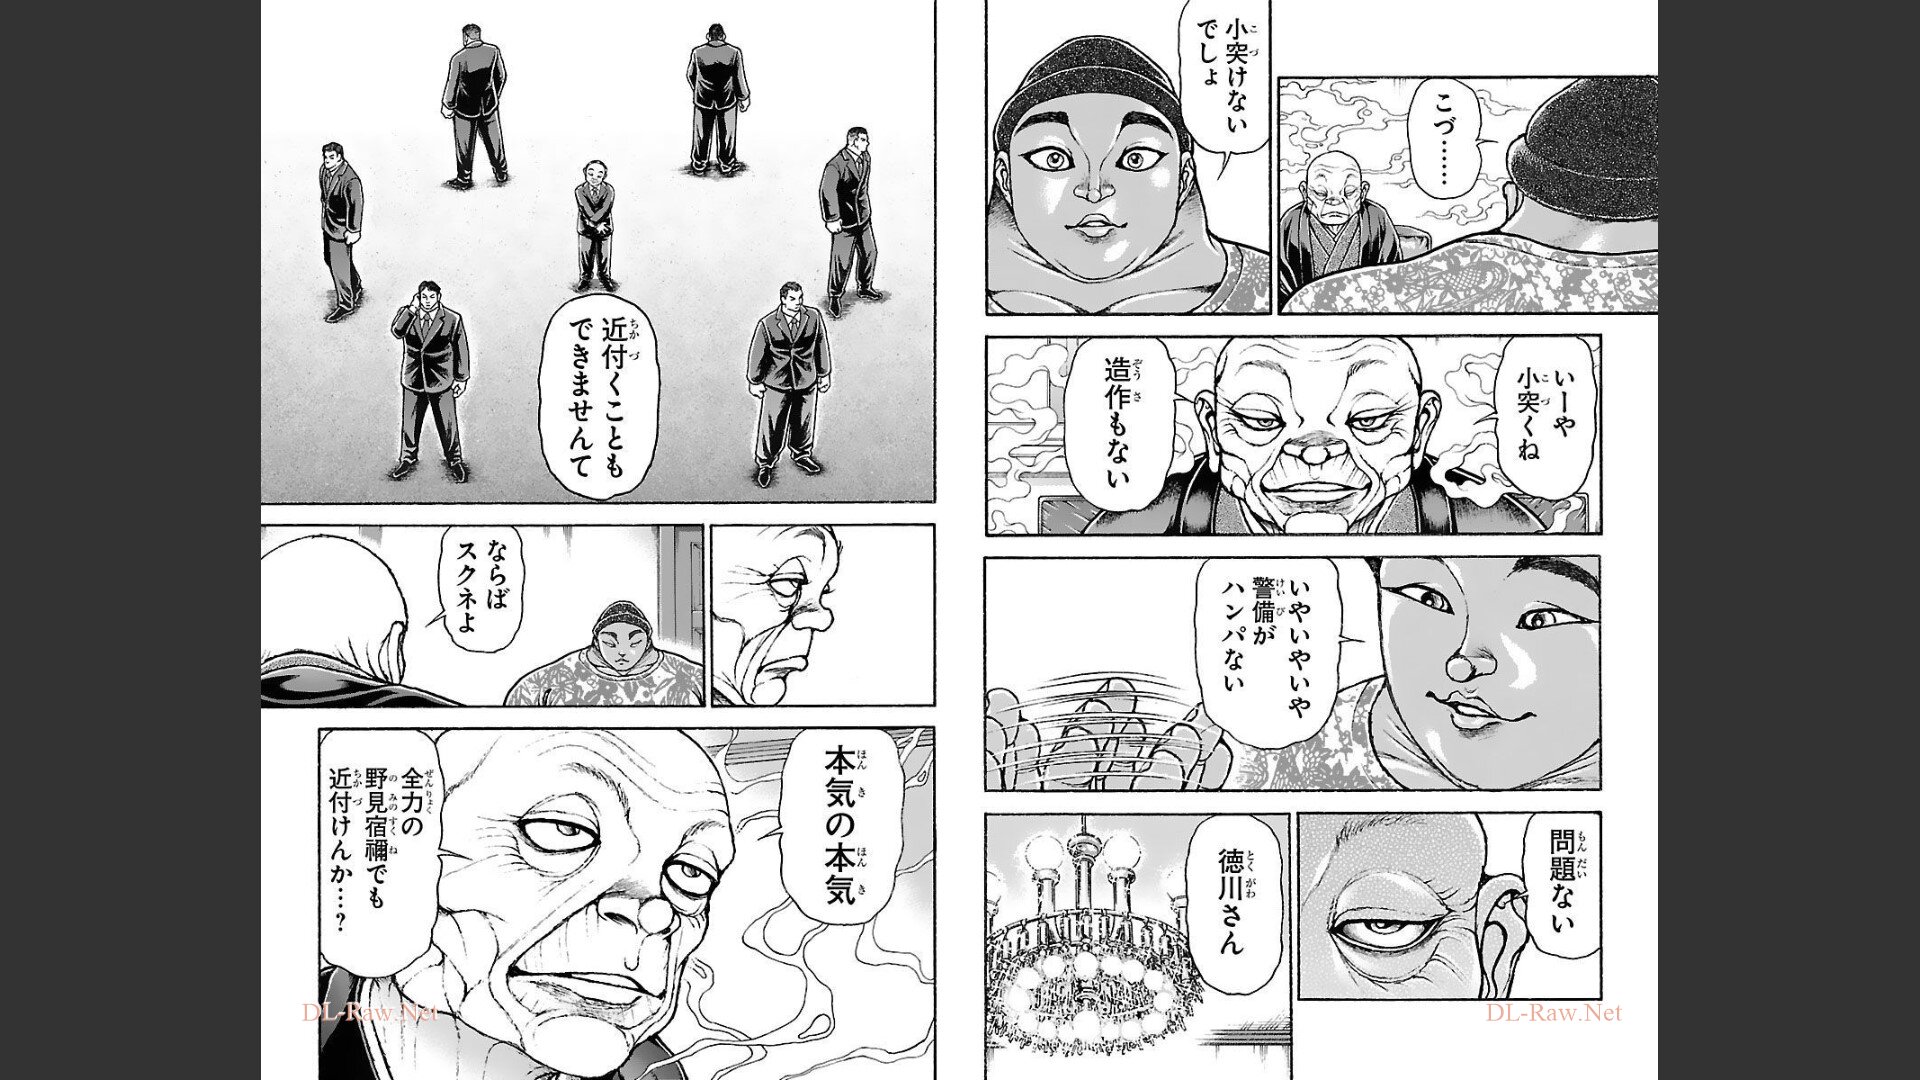 こづ………
小突けない
でしょ
いーや
小突くね
造作もない
いやいやいやいや
警備が
ハンパない
問題ない
徳川さん
近付くことも
できませんて
ならば
スクネよ
本気の本気
全力の
野見宿禰でも
近付けんか…?
DL-Raw.Net
DL-Raw.Net